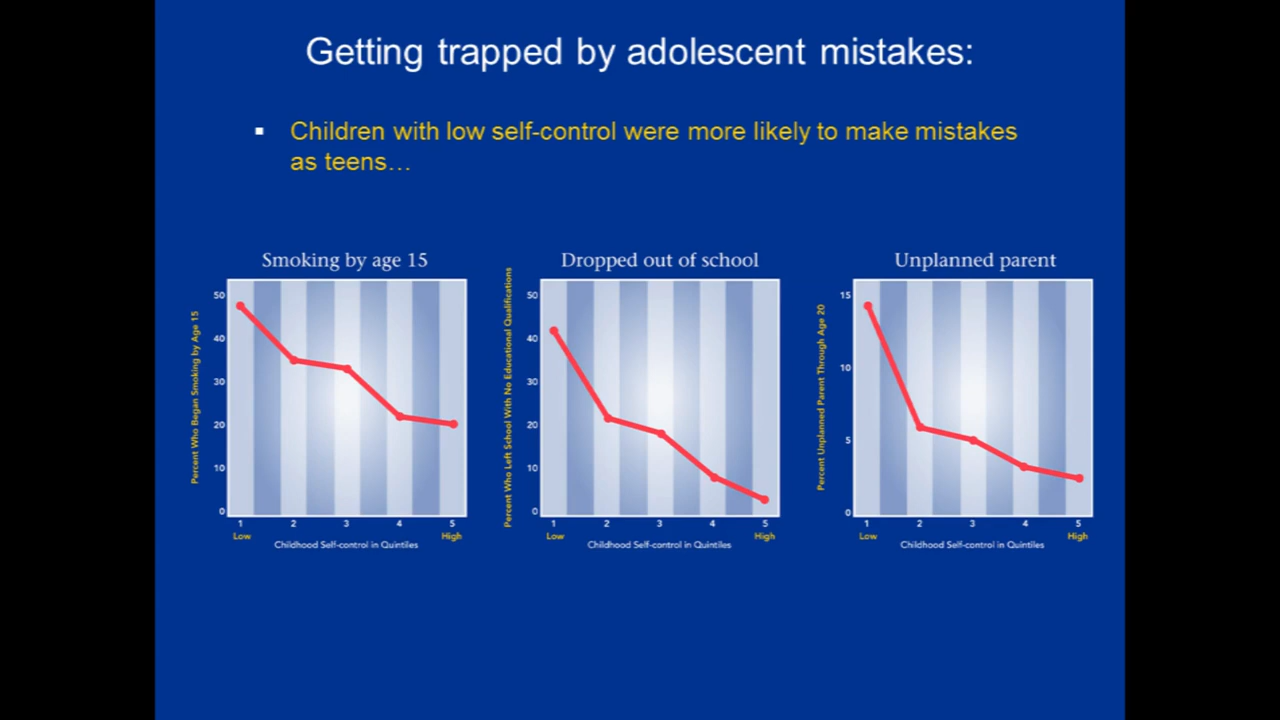 Getting trapped by adolescent mistakes:
▪ Children with low self-control were more likely to make mistakes
as teens…
Smoking by age 15
Percent Who Began Smoking by Age 15
50
40
30
20
10
0
1 2 3 4 5
Low High
Childhood Self-control in Quintiles
Dropped out of school
Percent Who Left School With No Educational Qualifications
50
40
30
20
10
0
1 2 3 4 5
Low High
Childhood Self-control in Quintiles
Unplanned parent
Percent Unplanned Parent Through Age 20
15
10
5
0
1 2 3 4 5
Low High
Childhood Self-control in Quintiles